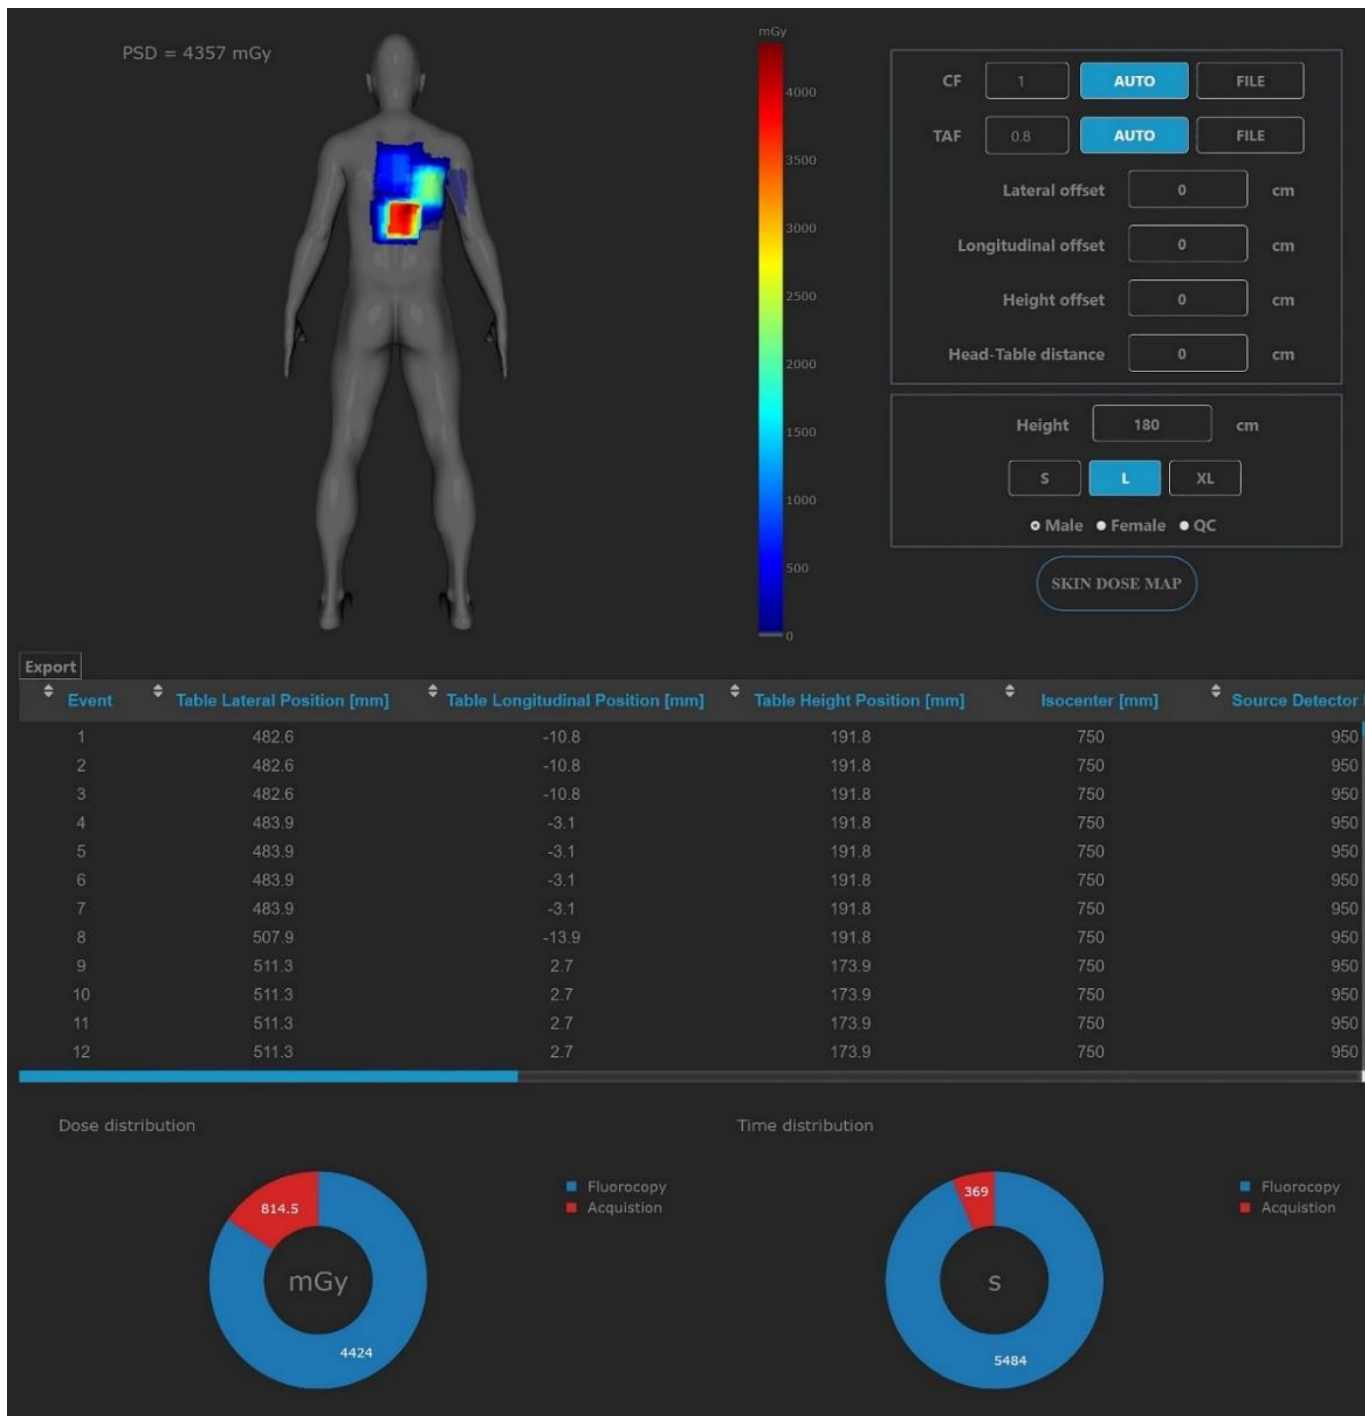 PSD = 4357 mGy
mGy
4000
3500
3000
2500
2000
1500
1000
500
0
CF 1 AUTO FILE
TAF 0.8 AUTO FILE
Lateral offset 0 cm
Longitudinal offset 0 cm
Height offset 0 cm
Head-Table distance 0 cm
Height 180 cm
S L XL
Male Female QC
SKIN DOSE MAP
Export
Event Table Lateral Position [mm] Table Longitudinal Position [mm] Table Height Position [mm] Isocenter [mm] Source Detector
1 482.6 -10.8 191.8 750 950
2 482.6 -10.8 191.8 750 950
3 482.6 -10.8 191.8 750 950
4 483.9 -3.1 191.8 750 950
5 483.9 -3.1 191.8 750 950
6 483.9 -3.1 191.8 750 950
7 483.9 -3.1 191.8 750 950
8 507.9 -13.9 191.8 750 950
9 511.3 2.7 173.9 750 950
10 511.3 2.7 173.9 750 950
11 511.3 2.7 173.9 750 950
12 511.3 2.7 173.9 750 950
Dose distribution
814.5
mGy
4424
Fluorocopy
Acquistion
Time distribution
369
s
5484
Fluorocopy
Acquistion